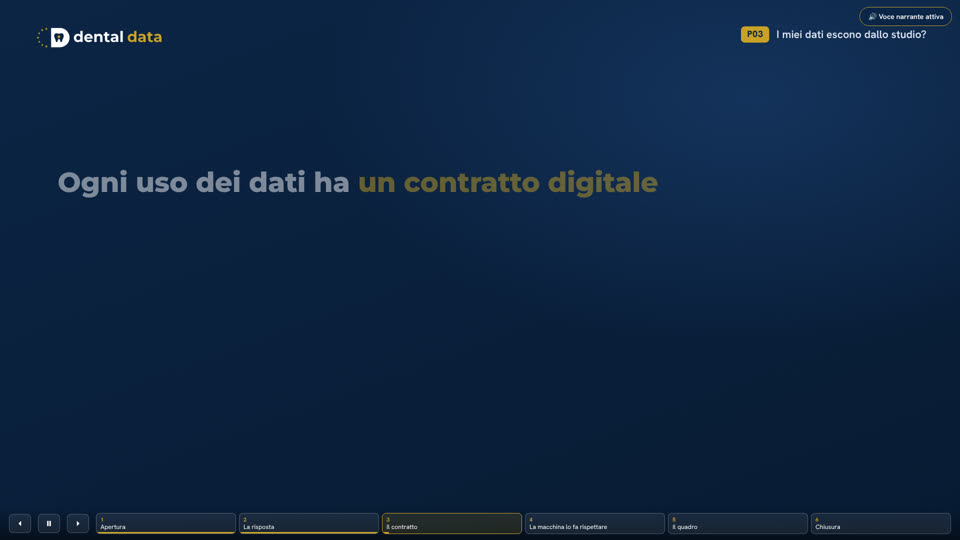 🔊 Voce narrante attiva
dental data
P03 I miei dati escono dallo studio?
Ogni uso dei dati ha un contratto digitale
1
Apertura
2
La risposta
3
Il contratto
4
La macchina lo fa rispettare
5
Il quadro
6
Chiusura